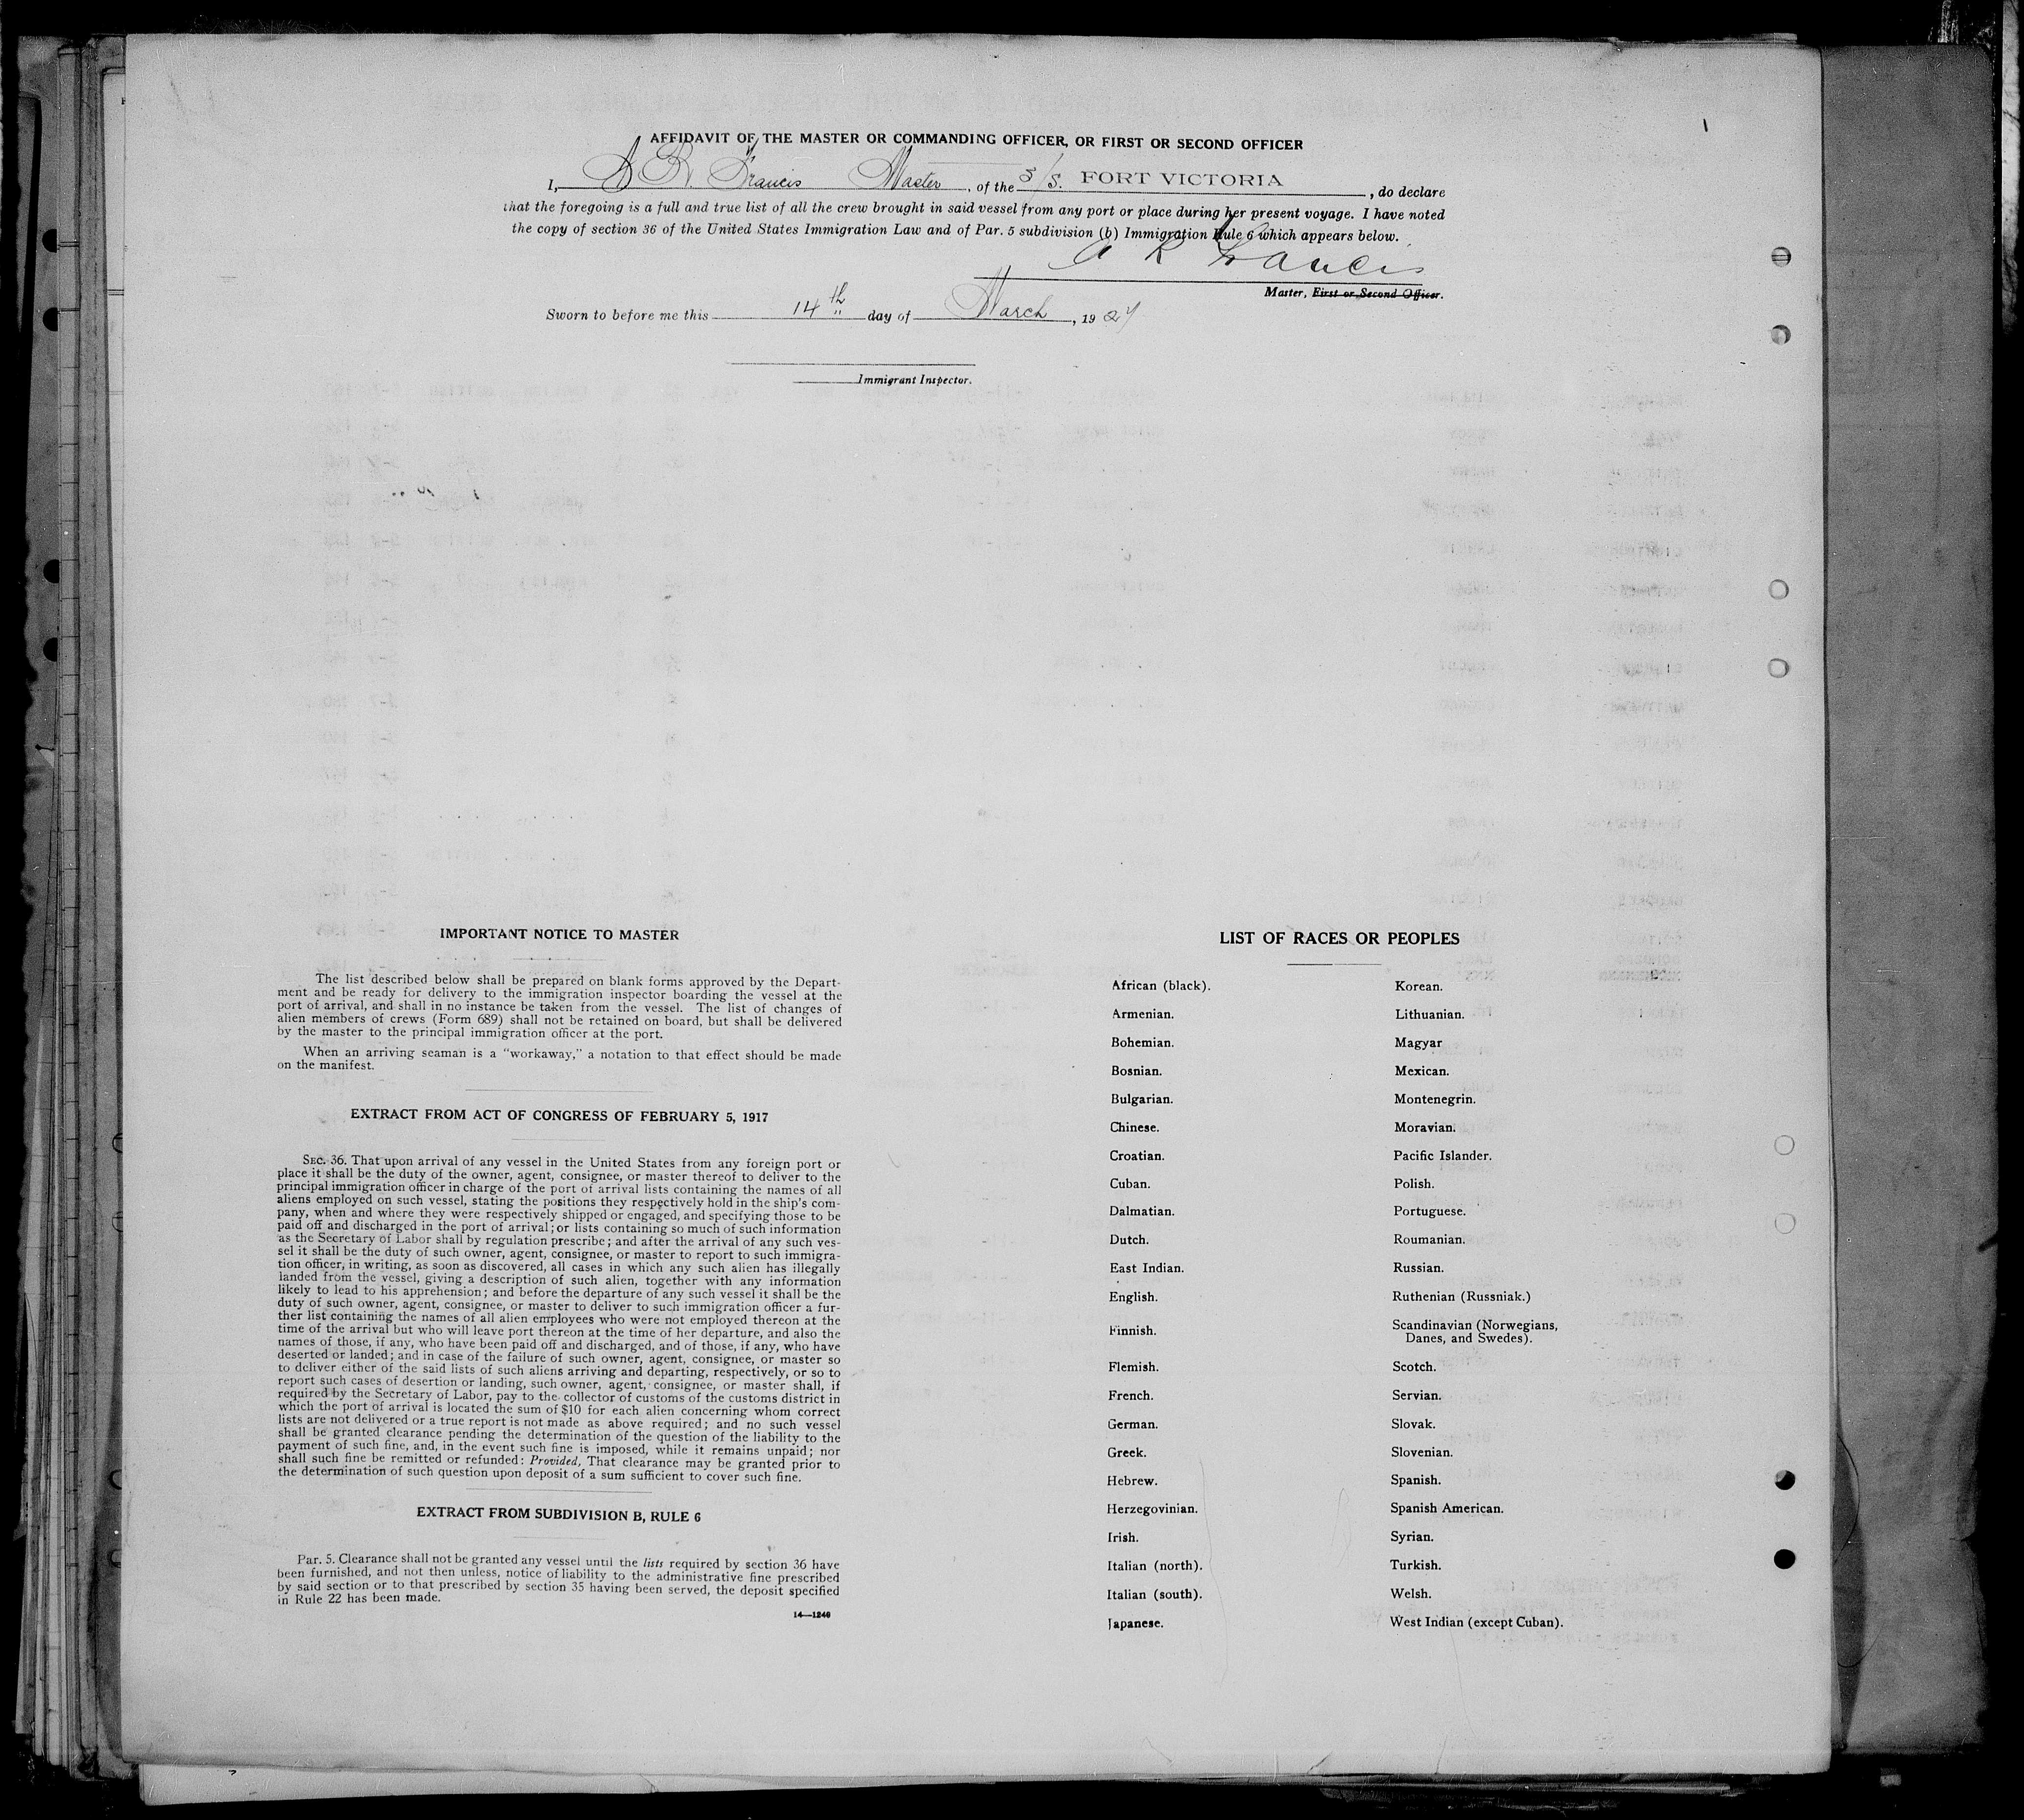 AFFIDAVIT OF THE MASTER OR COMMANDING OFFICER, OR FIRST OR SECOND OFFICER
I, A R. Francis Master, of the S/S. FORT VICTORIA, do declare
that the foregoing is a full and true list of all the crew brought in said vessel from any port or place during her present voyage. I have noted
the copy of section 36 of the United States Immigration Law and of Par. 5 subdivision (b) Immigration Rule 6 which appears below.
A R Francis
Master, First or Second Officer.
Sworn to before me this 14th day of March, 1927
Immigrant Inspector.
IMPORTANT NOTICE TO MASTER
The list described below shall be prepared on blank forms approved by the Depart-
ment and be ready for delivery to the immigration inspector boarding the vessel at the
port of arrival, and shall in no instance be taken from the vessel. The list of changes of
alien members of crews (Form 689) shall not be retained on board, but shall be delivered
by the master to the principal immigration officer at the port.
When an arriving seaman is a "workaway," a notation to that effect should be made
on the manifest.
EXTRACT FROM ACT OF CONGRESS OF FEBRUARY 5, 1917
SEC. 36. That upon arrival of any vessel in the United States from any foreign port or
place it shall be the duty of the owner, agent, consignee, or master thereof to deliver to the
principal immigration officer in charge of the port of arrival lists containing the names of all
aliens employed on such vessel, stating the positions they respectively hold in the ship's com-
pany, when and where they were respectively shipped or engaged, and specifying those to be
paid off and discharged in the port of arrival; or lists containing so much of such information
as the Secretary of Labor shall by regulation prescribe; and after the arrival of any such ves-
sel it shall be the duty of such owner, agent, consignee, or master to report to such immigra-
tion officer, in writing, as soon as discovered, all cases in which any such alien has illegally
landed from the vessel, giving a description of such alien, together with any information
likely to lead to his apprehension; and before the departure of any such vessel it shall be the
duty of such owner, agent, consignee, or master to deliver to such immigration officer a fur-
ther list containing the names of all alien employees who were not employed thereon at the
time of the arrival but who will leave port thereon at the time of her departure, and also the
names of those, if any, who have been paid off and discharged, and of those, if any, who have
deserted or landed; and in case of the failure of such owner, agent, consignee, or master so
to deliver either of the said lists of such aliens arriving and departing, respectively, or so to
report such cases of desertion or landing, such owner, agent, consignee, or master shall, if
required by the Secretary of Labor, pay to the collector of customs of the customs district in
which the port of arrival is located the sum of $10 for each alien concerning whom correct
lists are not delivered or a true report is not made as above required; and no such vessel
shall be granted clearance pending the determination of the question of the liability to the
payment of such fine, and, in the event such fine is imposed, while it remains unpaid; nor
shall such fine be remitted or refunded: Provided, That clearance may be granted prior to
the determination of such question upon deposit of a sum sufficient to cover such fine.
EXTRACT FROM SUBDIVISION B, RULE 6
Par. 5. Clearance shall not be granted any vessel until the lists required by section 36 have
been furnished, and not then unless, notice of liability to the administrative fine prescribed
by said section or to that prescribed by section 35 having been served, the deposit specified
in Rule 22 has been made.
14—1240
LIST OF RACES OR PEOPLES
African (black).
Armenian.
Bohemian.
Bosnian.
Bulgarian.
Chinese.
Croatian.
Cuban.
Dalmatian.
Dutch.
East Indian.
English.
Finnish.
Flemish.
French.
German.
Greek.
Hebrew.
Herzegovinian.
Irish.
Italian (north).
Italian (south).
Japanese.
Korean.
Lithuanian.
Magyar
Mexican.
Montenegrin.
Moravian.
Pacific Islander.
Polish.
Portuguese.
Roumanian.
Russian.
Ruthenian (Russniak.)
Scandinavian (Norwegians,
Danes, and Swedes).
Scotch.
Servian.
Slovak.
Slovenian.
Spanish.
Spanish American.
Syrian.
Turkish.
Welsh.
West Indian (except Cuban).